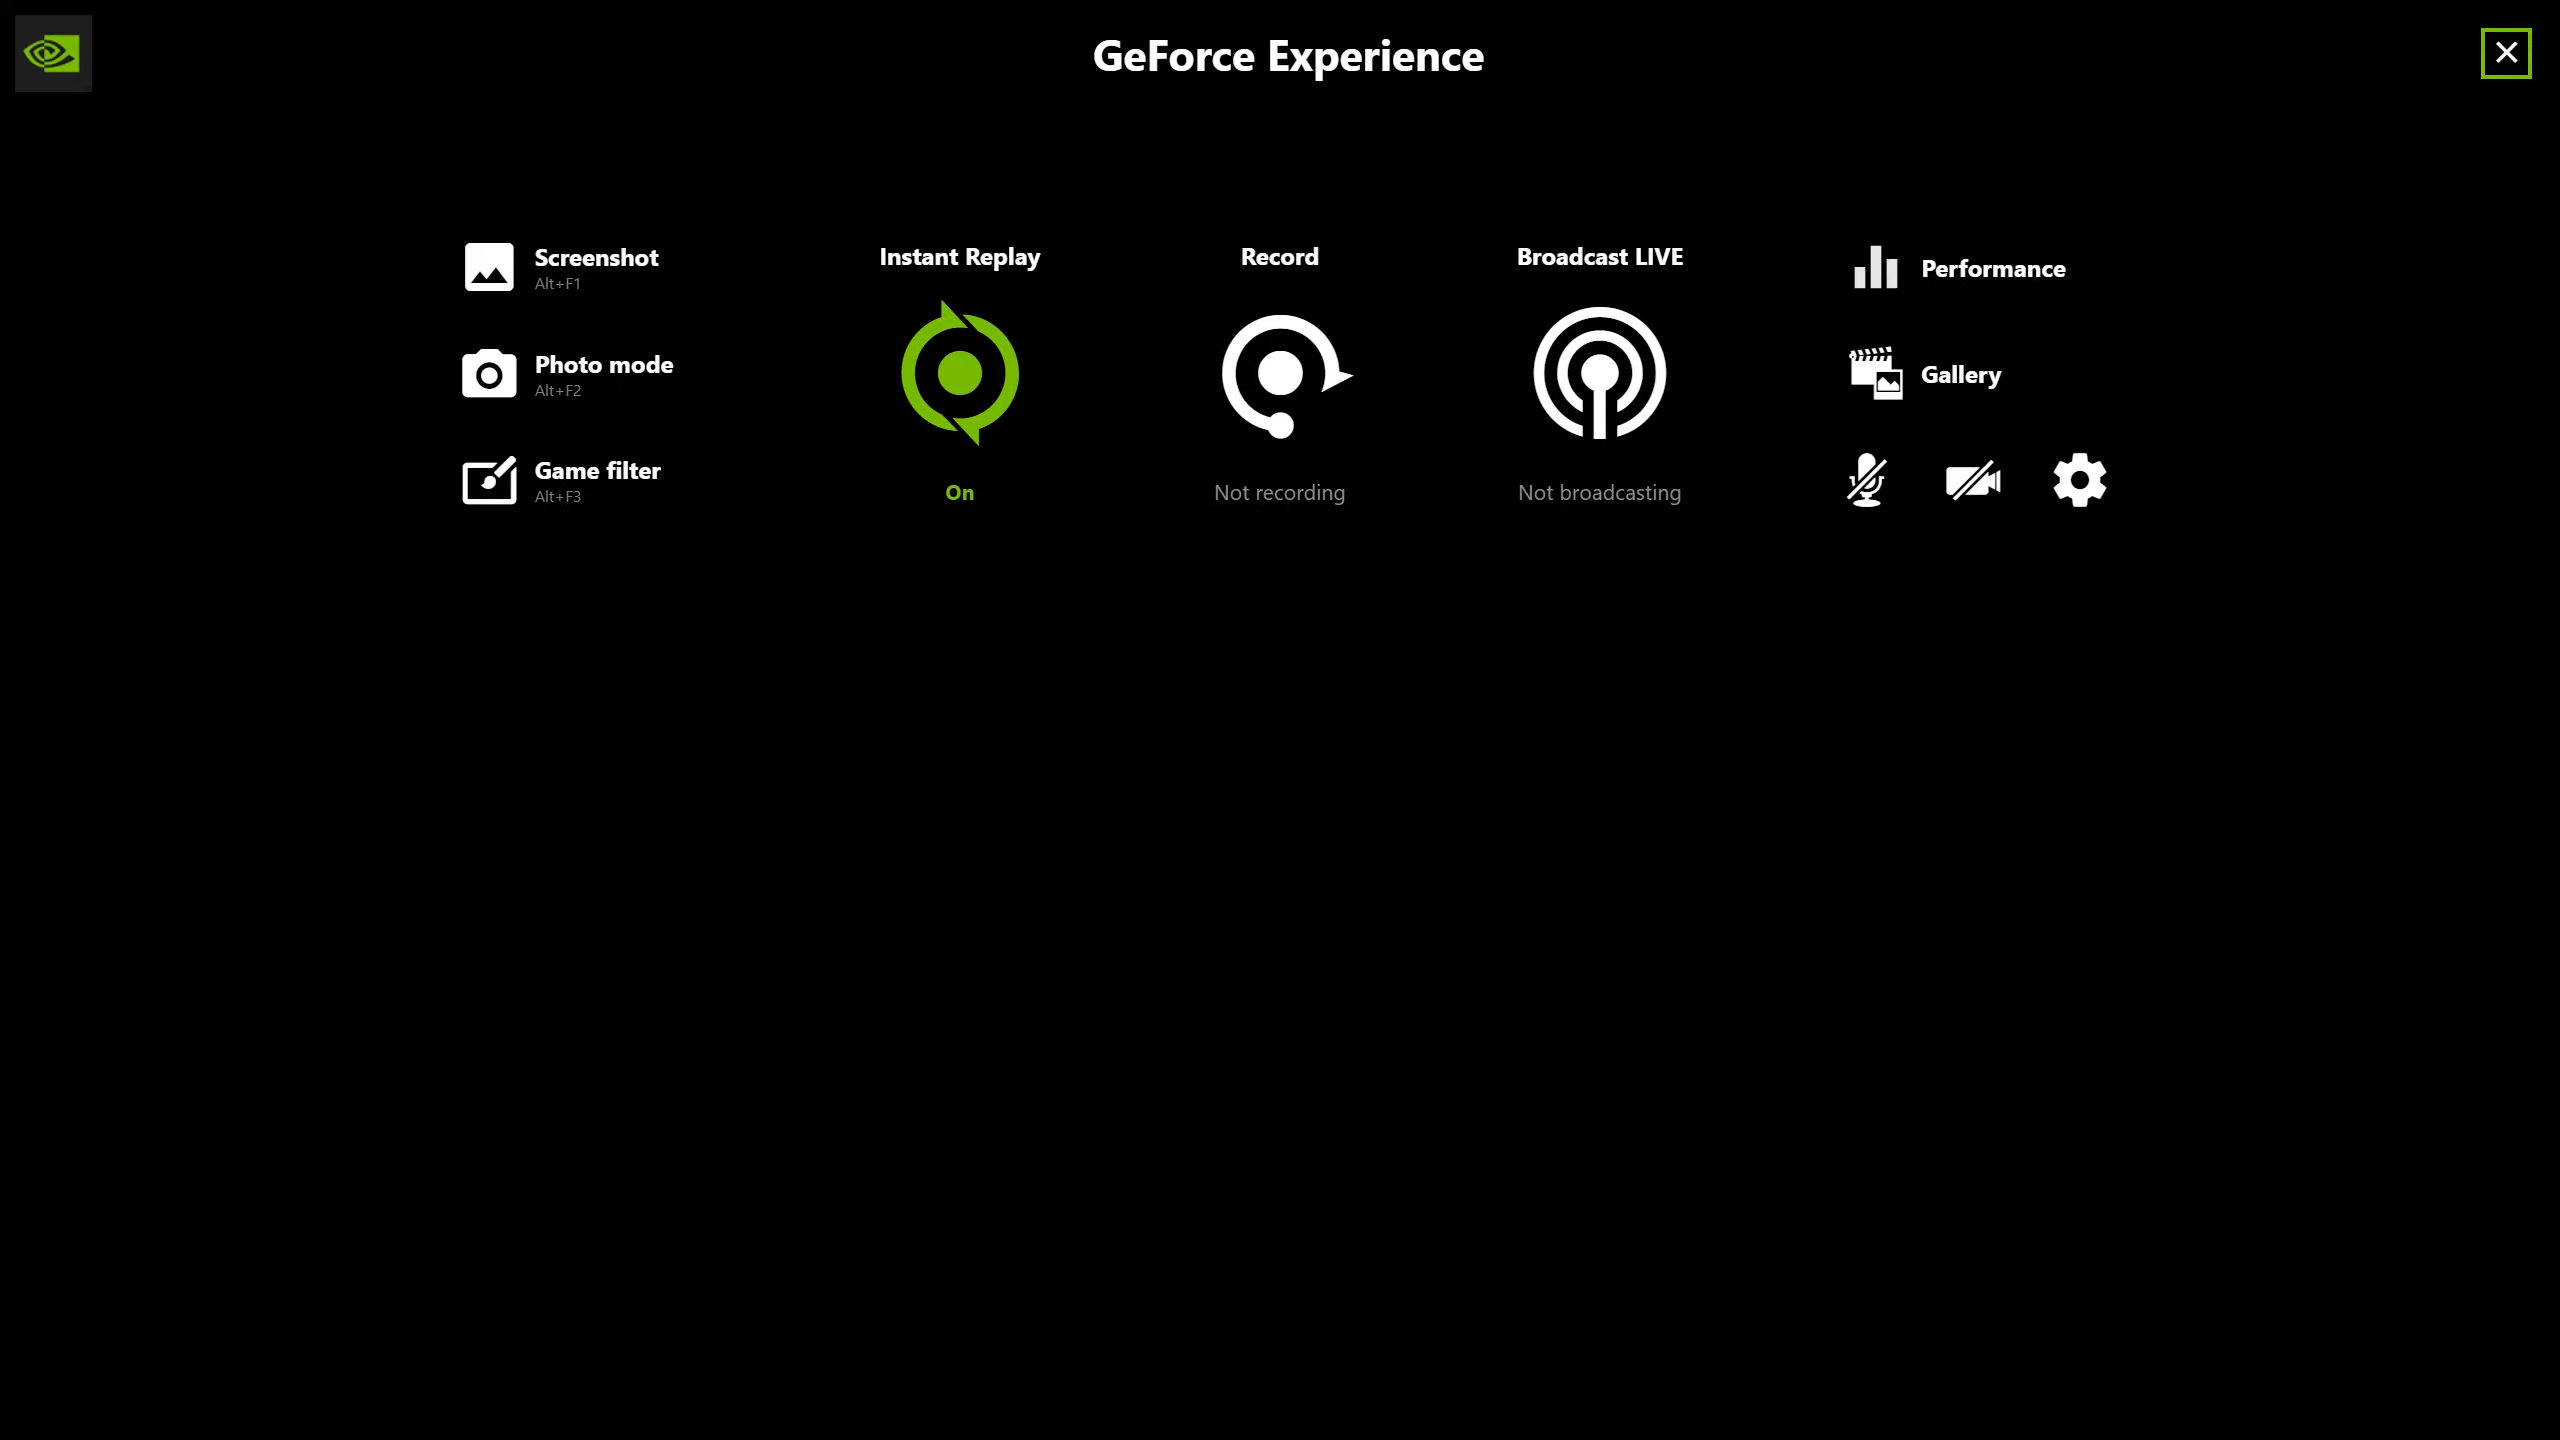 GeForce Experience
Screenshot
Alt+F1
Photo mode
Alt+F2
Game filter
Alt+F3
Instant Replay
On
Record
Not recording
Broadcast LIVE
Not broadcasting
Performance
Gallery